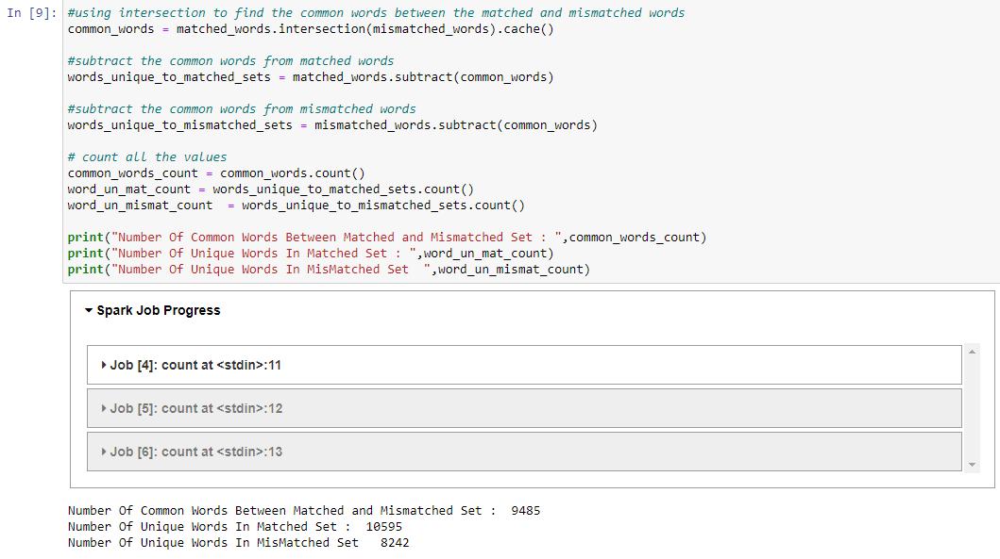 In [9]: #using intersection to find the common words between the matched and mismatched words
common_words = matched_words.intersection(mismatched_words).cache()
#subtract the common words from matched words
words_unique_to_matched_sets = matched_words.subtract(common_words)
#subtract the common words from mismatched words
words_unique_to_mismatched_sets = mismatched_words.subtract(common_words)
# count all the values
common_words_count = common_words.count()
word_un_mat_count = words_unique_to_matched_sets.count()
word_un_mismat_count  = words_unique_to_mismatched_sets.count()
print("Number Of Common Words Between Matched and Mismatched Set : ",common_words_count)
print("Number Of Unique Words In Matched Set : ",word_un_mat_count)
print("Number Of Unique Words In MisMatched Set  ",word_un_mismat_count)
Spark Job Progress
Job [4]: count at <stdin>:11
Job [5]: count at <stdin>:12
Job [6]: count at <stdin>:13
Number Of Common Words Between Matched and Mismatched Set :  9485
Number Of Unique Words In Matched Set :  10595
Number Of Unique Words In MisMatched Set   8242